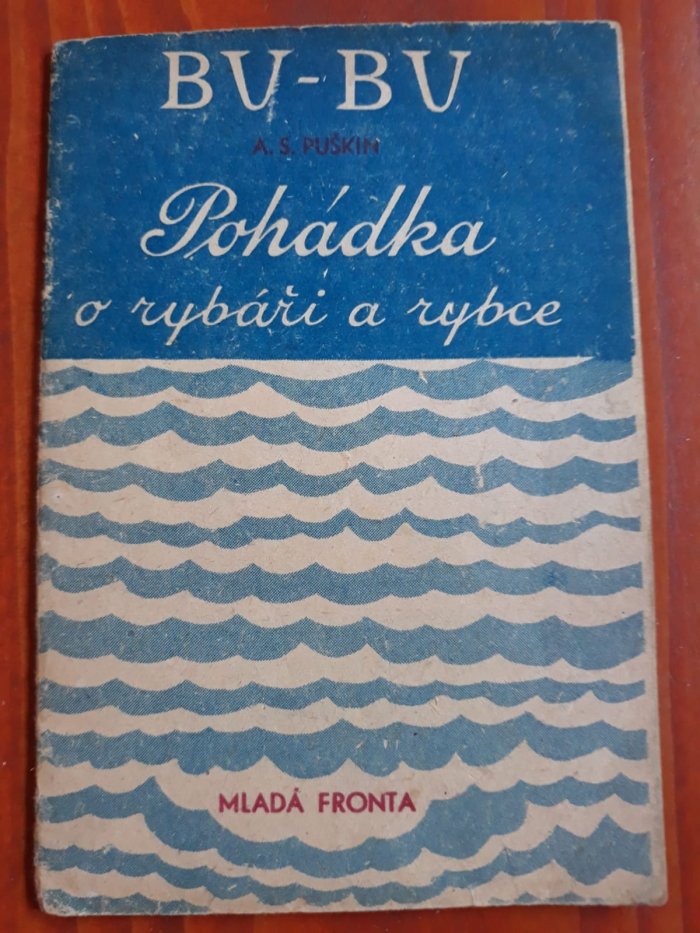 BU-BU
A. S. PUŠKIN
Pohádka
o rybáři a rybce
MLADÁ FRONTA